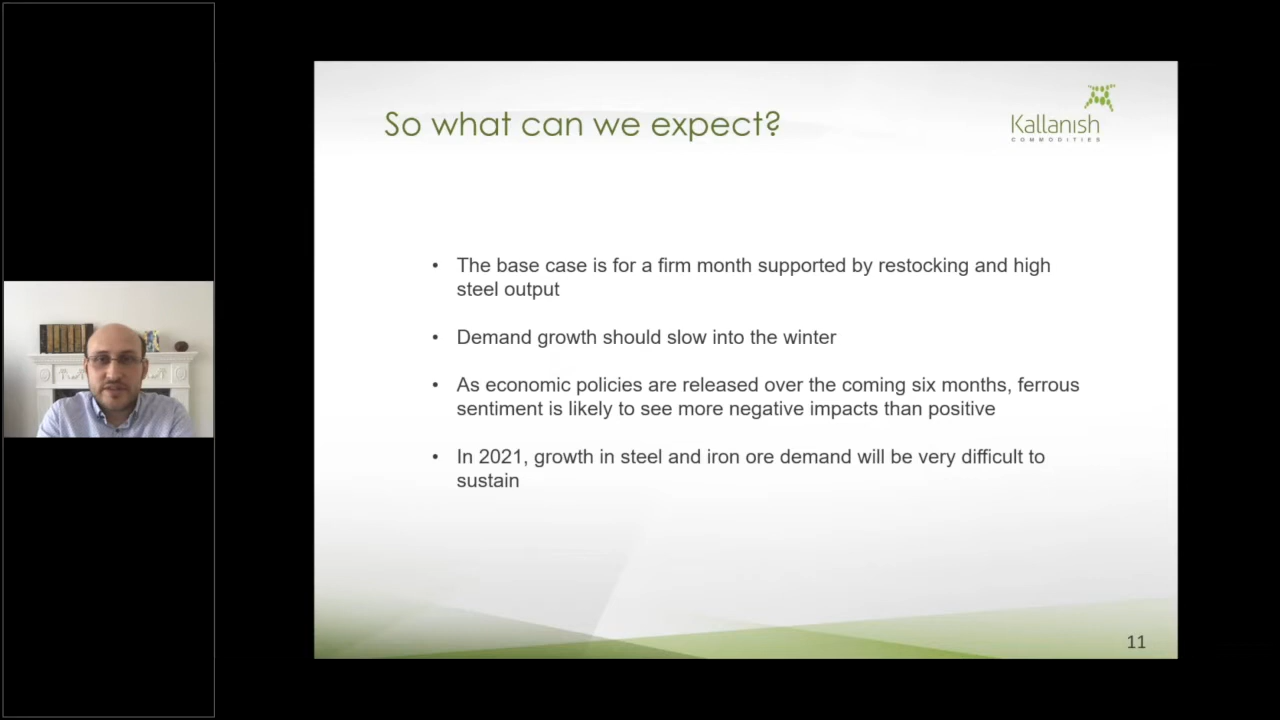 So what can we expect?
Kallanish
COMMODITIES
• The base case is for a firm month supported by restocking and high
steel output
• Demand growth should slow into the winter
• As economic policies are released over the coming six months, ferrous
sentiment is likely to see more negative impacts than positive
• In 2021, growth in steel and iron ore demand will be very difficult to
sustain
11